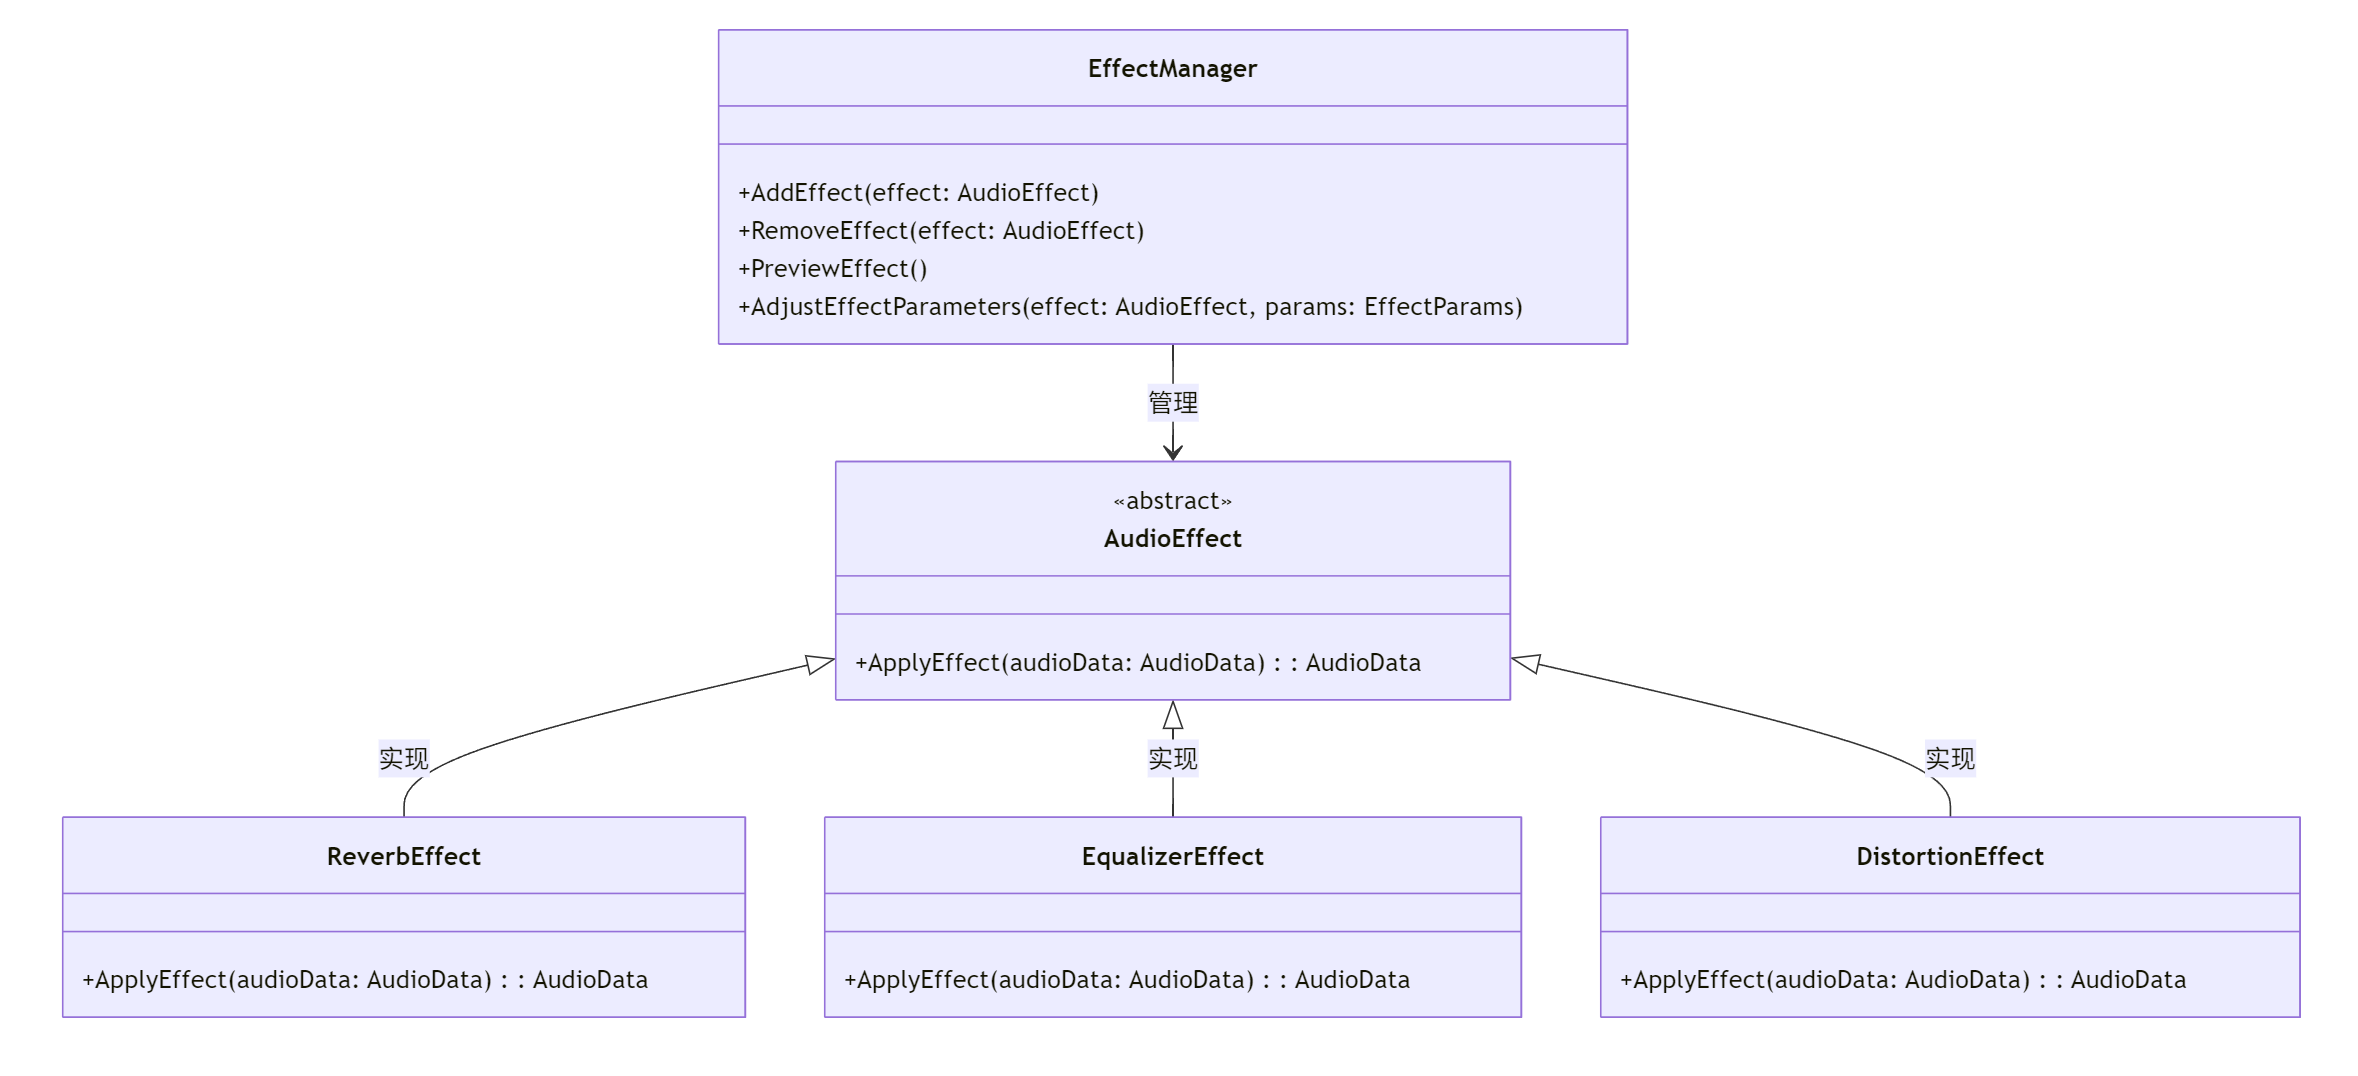 EffectManager
+AddEffect(effect: AudioEffect)
+RemoveEffect(effect: AudioEffect)
+PreviewEffect()
+AdjustEffectParameters(effect: AudioEffect, params: EffectParams)
管理
«abstract»
AudioEffect
+ApplyEffect(audioData: AudioData) : : AudioData
实现
实现
实现
ReverbEffect
+ApplyEffect(audioData: AudioData) : : AudioData
EqualizerEffect
+ApplyEffect(audioData: AudioData) : : AudioData
DistortionEffect
+ApplyEffect(audioData: AudioData) : : AudioData